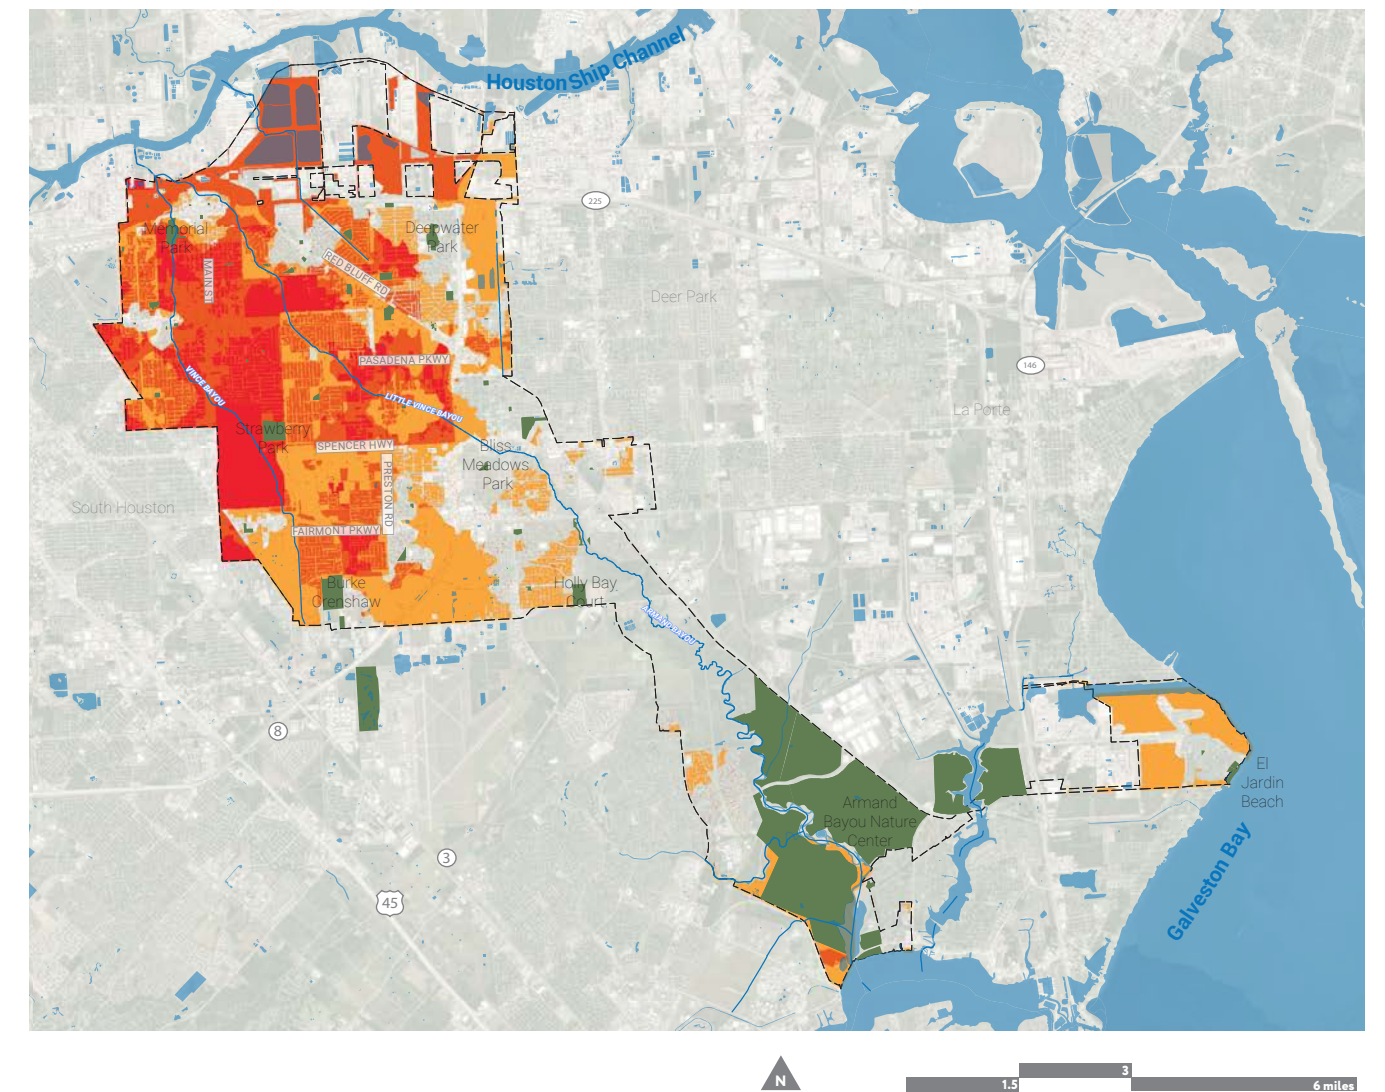 Houston Ship Channel
225
Memorial
Park
Deepwater
Park
MAIN ST
RED BLUFF RD
Deer Park
PASADENA PKWY
146
VINCE BAYOU
LITTLE VINCE BAYOU
La Porte
Strawberry
Park
SPENCER HWY
Bliss
Meadows
Park
PRESTON RD
South Houston
FAIRMONT PKWY
Burke
Crenshaw
Holly Bay
Court
ARMAND BAYOU
8
El
Jardin
Beach
Armand
Bayou Nature
Center
3
45
Galveston Bay
N
1.5
3
6 miles